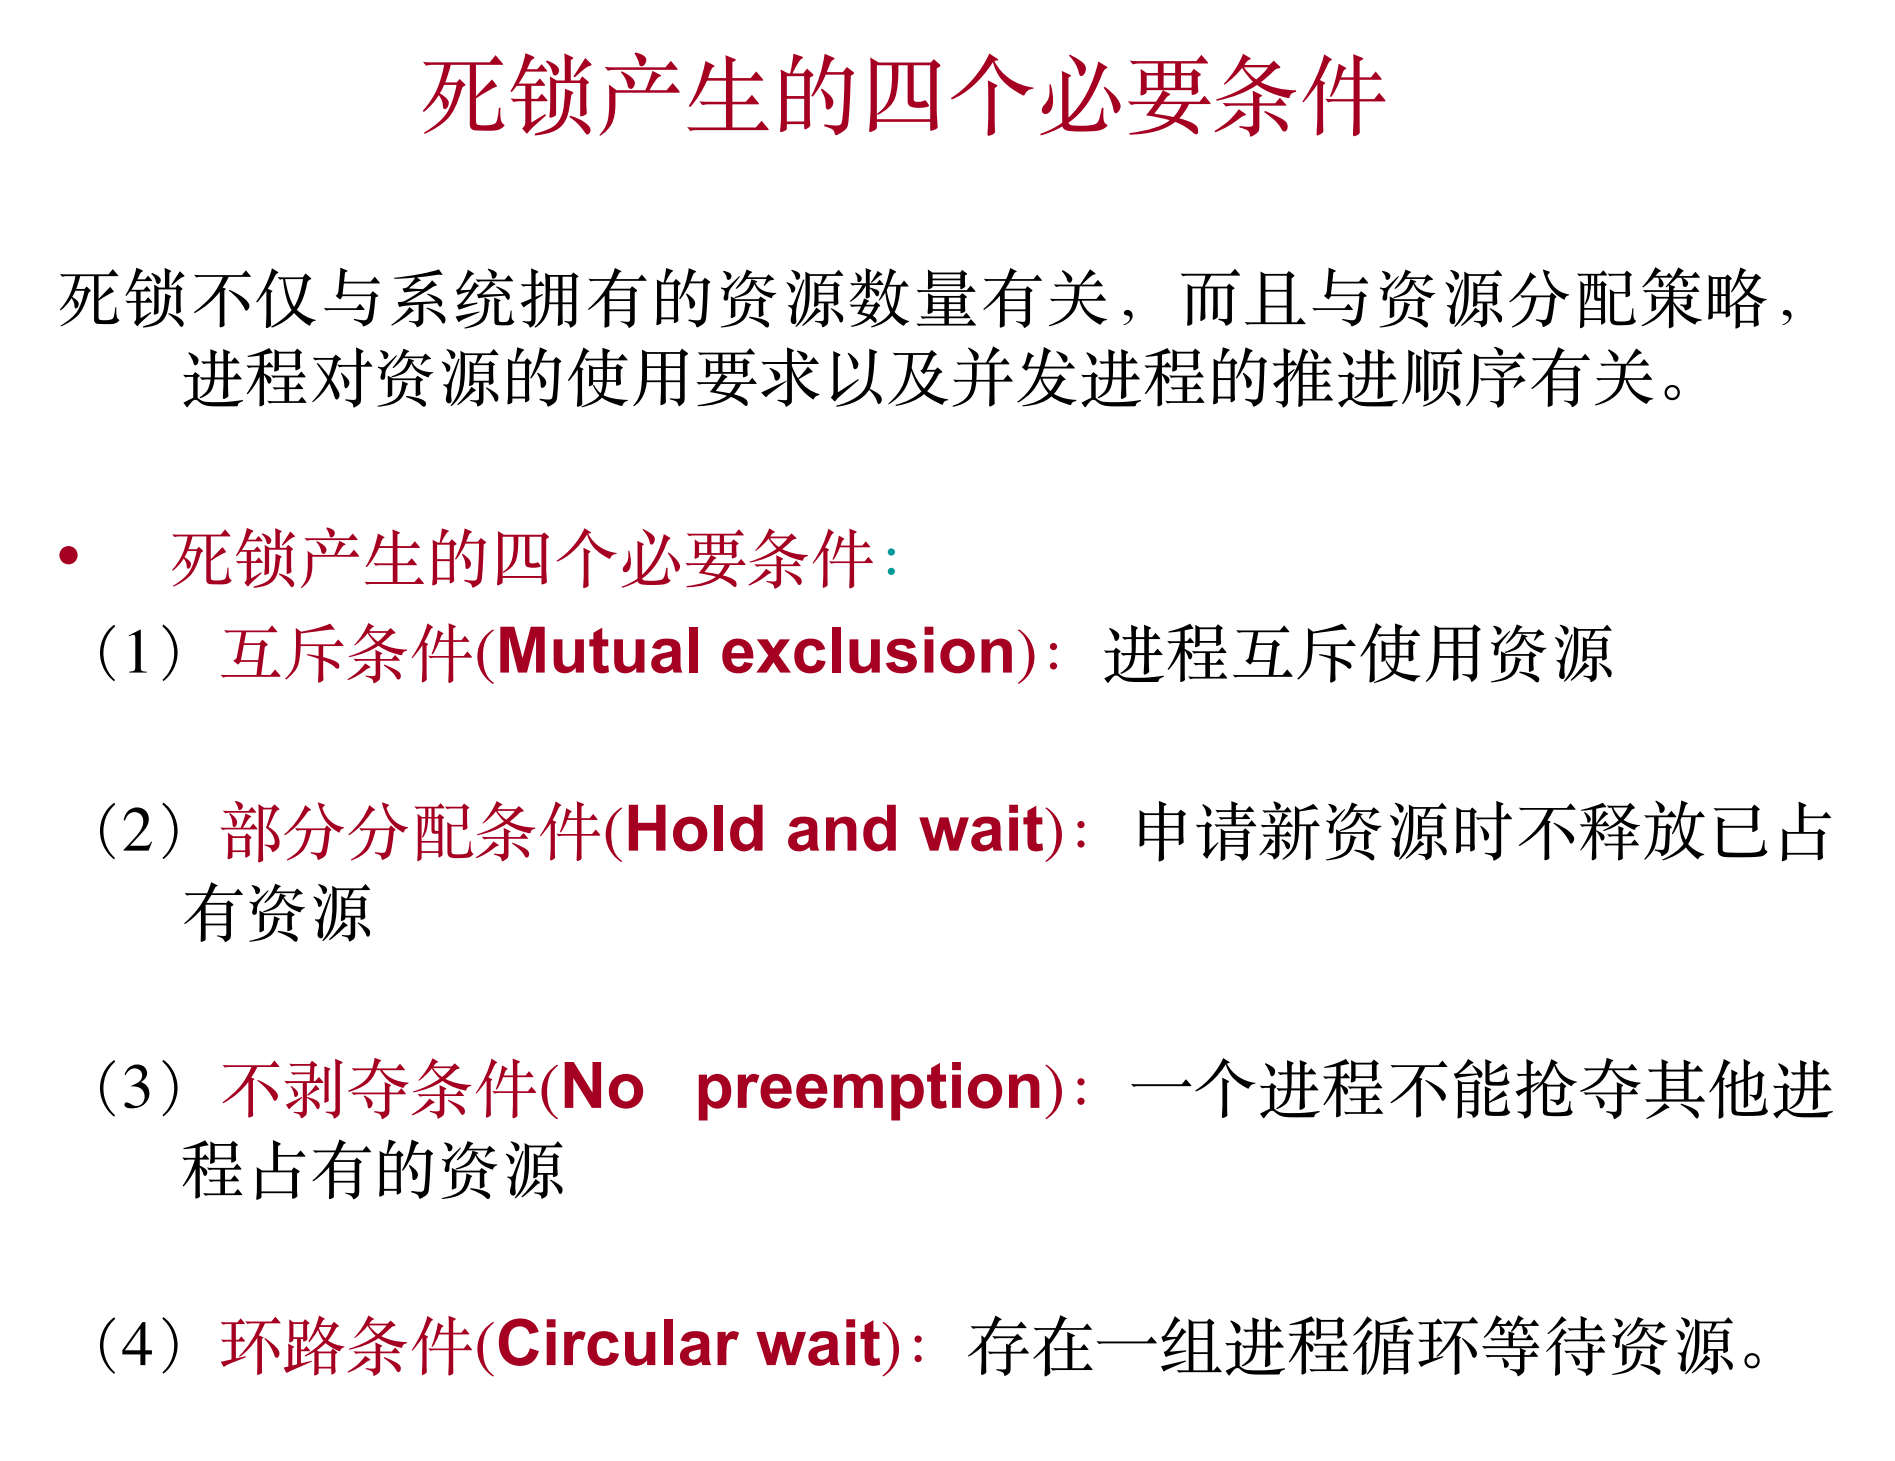 死锁产生的四个必要条件
死锁不仅与系统拥有的资源数量有关，而且与资源分配策略，
进程对资源的使用要求以及并发进程的推进顺序有关。
• 死锁产生的四个必要条件：
（1）互斥条件(Mutual exclusion)：进程互斥使用资源
（2）部分分配条件(Hold and wait)：申请新资源时不释放已占
有资源
（3）不剥夺条件(No preemption)：一个进程不能抢夺其他进
程占有的资源
（4）环路条件(Circular wait)：存在一组进程循环等待资源。